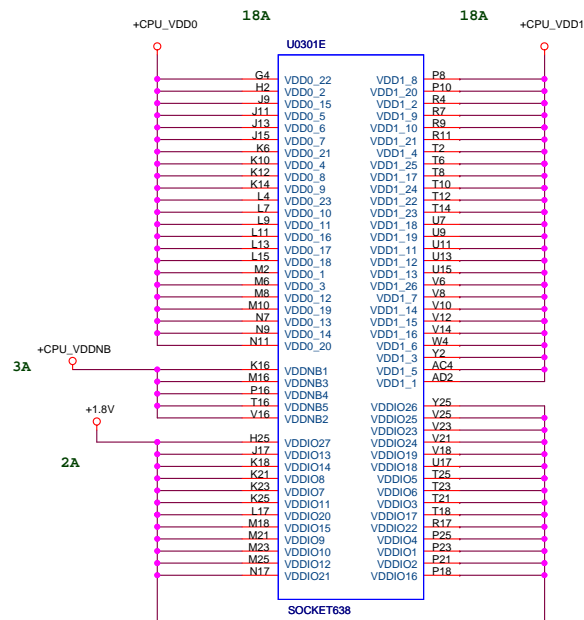 18A 18A
+CPU_VDD0 +CPU_VDD1
U0301E
G4 VDD0_22 VDD1_8 P8
H2 VDD0_2 VDD1_20 P10
J9 VDD0_15 VDD1_2 R4
J11 VDD0_5 VDD1_9 R7
J13 VDD0_6 VDD1_10 R9
J15 VDD0_7 VDD1_21 R11
K6 VDD0_21 VDD1_4 T2
K10 VDD0_4 VDD1_25 T6
K12 VDD0_8 VDD1_17 T8
K14 VDD0_9 VDD1_24 T10
L4 VDD0_23 VDD1_22 T12
L7 VDD0_10 VDD1_23 T14
L9 VDD0_11 VDD1_18 U7
L11 VDD0_16 VDD1_19 U9
L13 VDD0_17 VDD1_11 U11
L15 VDD0_18 VDD1_12 U13
M2 VDD0_1 VDD1_13 U15
M6 VDD0_3 VDD1_26 V6
M8 VDD0_12 VDD1_7 V8
M10 VDD0_19 VDD1_14 V10
N7 VDD0_13 VDD1_15 V12
N9 VDD0_14 VDD1_16 V14
N11 VDD0_20 VDD1_6 W4
+CPU_VDDNB VDD1_3 Y2
3A K16 VDDNB1 VDD1_5 AC4
M16 VDDNB3 VDD1_1 AD2
P16 VDDNB4
T16 VDDNB5 VDDIO26 Y25
+1.8V V16 VDDNB2 VDDIO25 V25
VDDIO23 V23
H25 VDDIO27 VDDIO24 V21
J17 VDDIO13 VDDIO19 V18
2A K18 VDDIO14 VDDIO18 U17
K21 VDDIO8 VDDIO5 T25
K23 VDDIO7 VDDIO6 T23
K25 VDDIO11 VDDIO3 T21
L17 VDDIO20 VDDIO17 T18
M18 VDDIO15 VDDIO22 R17
M21 VDDIO9 VDDIO4 P25
M23 VDDIO10 VDDIO1 P23
M25 VDDIO12 VDDIO2 P21
N17 VDDIO21 VDDIO16 P18
SOCKET638